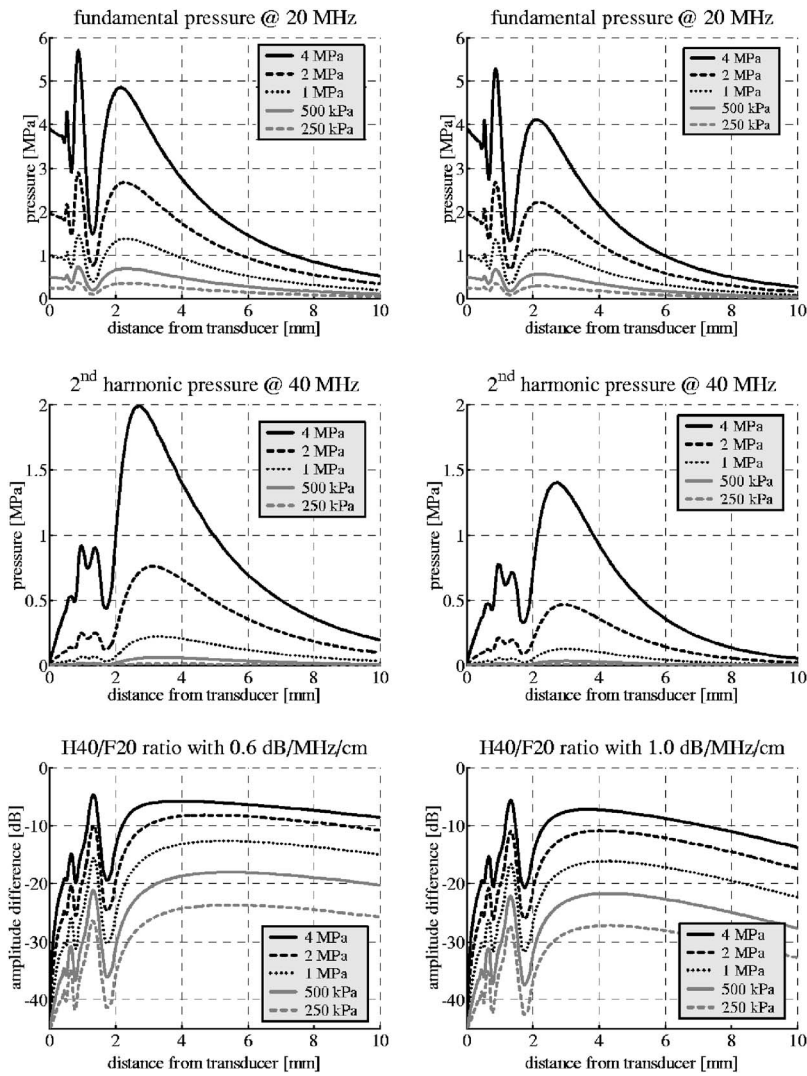 fundamental pressure @ 20 MHz
pressure [MPa]
6
5
4
3
2
1
0
4 MPa
2 MPa
1 MPa
500 kPa
250 kPa
0 2 4 6 8 10
distance from transducer [mm]
fundamental pressure @ 20 MHz
pressure [MPa]
6
5
4
3
2
1
0
4 MPa
2 MPa
1 MPa
500 kPa
250 kPa
0 2 4 6 8 10
distance from transducer [mm]
2nd harmonic pressure @ 40 MHz
pressure [MPa]
2
1.5
1
0.5
0
4 MPa
2 MPa
1 MPa
500 kPa
250 kPa
0 2 4 6 8 10
distance from transducer [mm]
2nd harmonic pressure @ 40 MHz
pressure [MPa]
2
1.5
1
0.5
0
4 MPa
2 MPa
1 MPa
500 kPa
250 kPa
0 2 4 6 8 10
distance from transducer [mm]
H40/F20 ratio with 0.6 dB/MHz/cm
amplitude difference [dB]
0
-10
-20
-30
-40
4 MPa
2 MPa
1 MPa
500 kPa
250 kPa
0 2 4 6 8 10
distance from transducer [mm]
H40/F20 ratio with 1.0 dB/MHz/cm
amplitude difference [dB]
0
-10
-20
-30
-40
4 MPa
2 MPa
1 MPa
500 kPa
250 kPa
0 2 4 6 8 10
distance from transducer [mm]